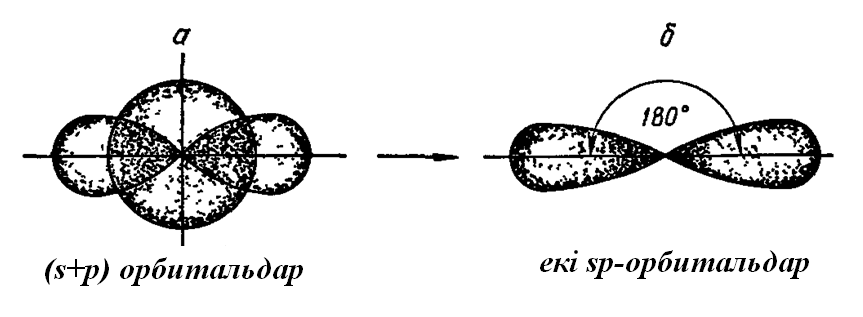 а
б
180°
(s+p) орбитальдар
екі sp-орбитальдар